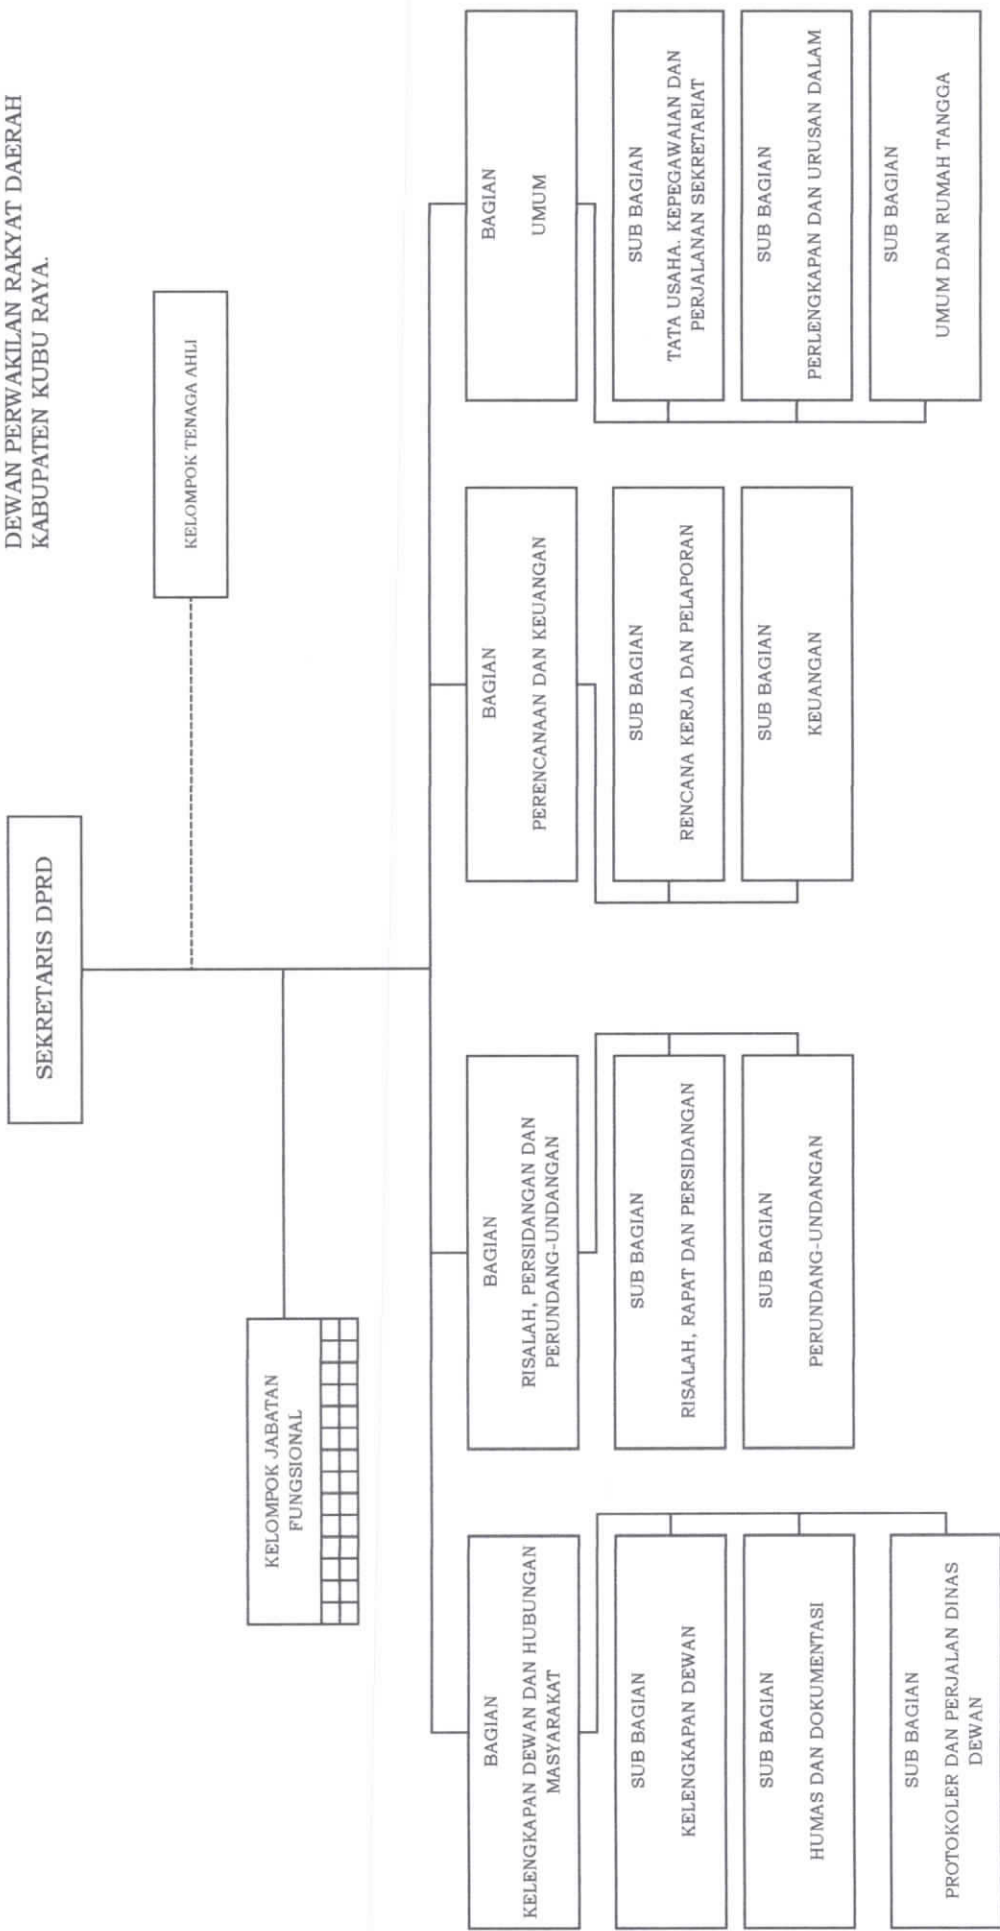 DEWAN PERWAKILAN RAKYAT DAERAH
KABUPATEN KUBU RAYA.
SEKRETARIS DPRD
KELOMPOK TENAGA AHLI
KELOMPOK JABATAN
FUNGSIONAL
BAGIAN
KELENGKAPAN DEWAN DAN HUBUNGAN
MASYARAKAT
SUB BAGIAN
KELENGKAPAN DEWAN
SUB BAGIAN
HUMAS DAN DOKUMENTASI
SUB BAGIAN
PROTOKOLER DAN PERJALAN DINAS
DEWAN
BAGIAN
RISALAH, PERSIDANGAN DAN
PERUNDANG-UNDANGAN
SUB BAGIAN
RISALAH, RAPAT DAN PERSIDANGAN
SUB BAGIAN
PERUNDANG-UNDANGAN
BAGIAN
PERENCANAAN DAN KEUANGAN
SUB BAGIAN
RENCANA KERJA DAN PELAPORAN
SUB BAGIAN
KEUANGAN
BAGIAN
UMUM
SUB BAGIAN
TATA USAHA. KEPEGAWAIAN DAN
PERJALANAN SEKRETARIAT
SUB BAGIAN
PERLENGKAPAN DAN URUSAN DALAM
SUB BAGIAN
UMUM DAN RUMAH TANGGA